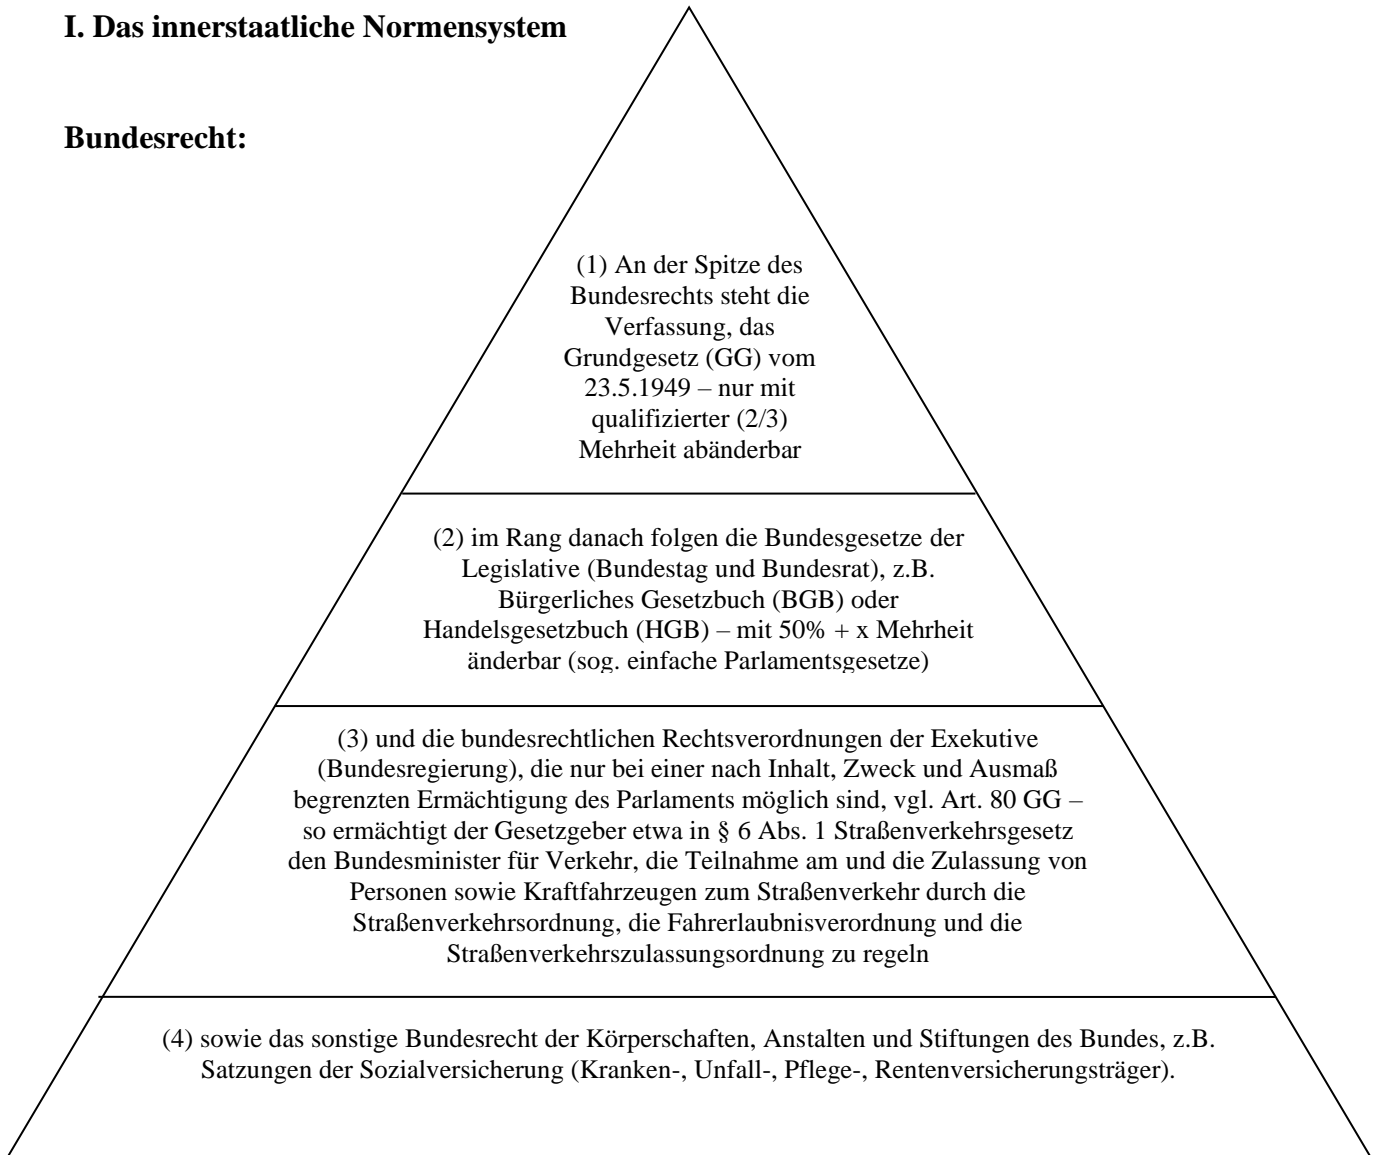 I. Das innerstaatliche Normensystem
Bundesrecht:
(1) An der Spitze des
Bundesrechts steht die
Verfassung, das
Grundgesetz (GG) vom
23.5.1949 – nur mit
qualifizierter (2/3)
Mehrheit abänderbar
(2) im Rang danach folgen die Bundesgesetze der
Legislative (Bundestag und Bundesrat), z.B.
Bürgerliches Gesetzbuch (BGB) oder
Handelsgesetzbuch (HGB) – mit 50% + x Mehrheit
änderbar (sog. einfache Parlamentsgesetze)
(3) und die bundesrechtlichen Rechtsverordnungen der Exekutive
(Bundesregierung), die nur bei einer nach Inhalt, Zweck und Ausmaß
begrenzten Ermächtigung des Parlaments möglich sind, vgl. Art. 80 GG –
so ermächtigt der Gesetzgeber etwa in § 6 Abs. 1 Straßenverkehrsgesetz
den Bundesminister für Verkehr, die Teilnahme am und die Zulassung von
Personen sowie Kraftfahrzeugen zum Straßenverkehr durch die
Straßenverkehrsordnung, die Fahrerlaubnisverordnung und die
Straßenverkehrszulassungsordnung zu regeln
(4) sowie das sonstige Bundesrecht der Körperschaften, Anstalten und Stiftungen des Bundes, z.B.
Satzungen der Sozialversicherung (Kranken-, Unfall-, Pflege-, Rentenversicherungsträger).